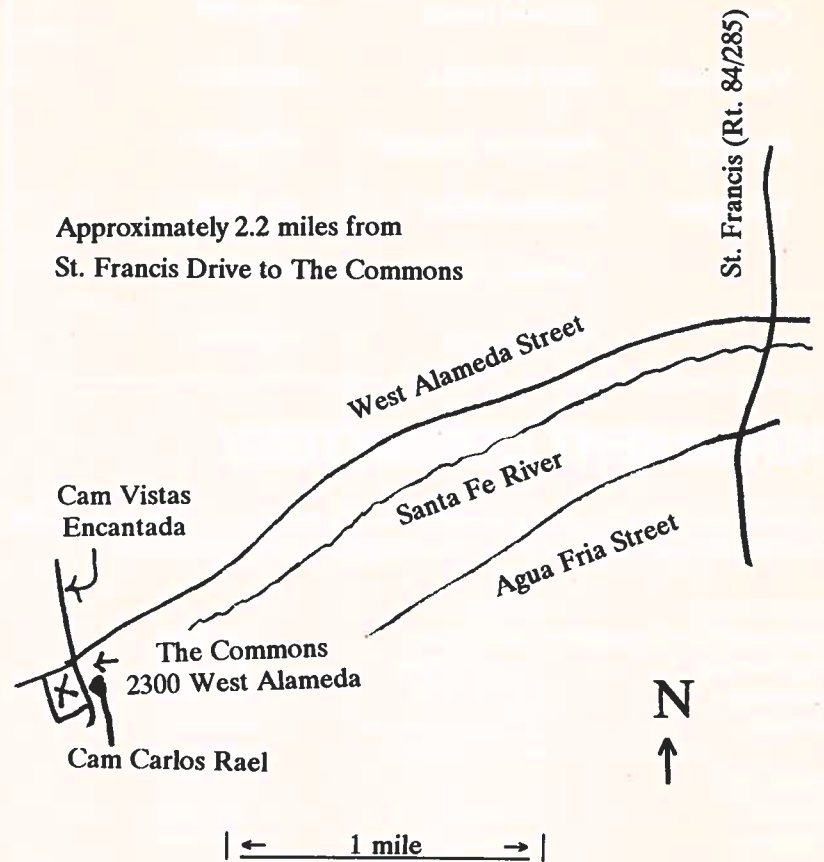 St. Francis (Rt. 84/285)
Approximately 2.2 miles from
St. Francis Drive to The Commons
West Alameda Street
Santa Fe River
Agua Fria Street
Cam Vistas
Encantada
The Commons
2300 West Alameda
Cam Carlos Rael
X
N
1 mile